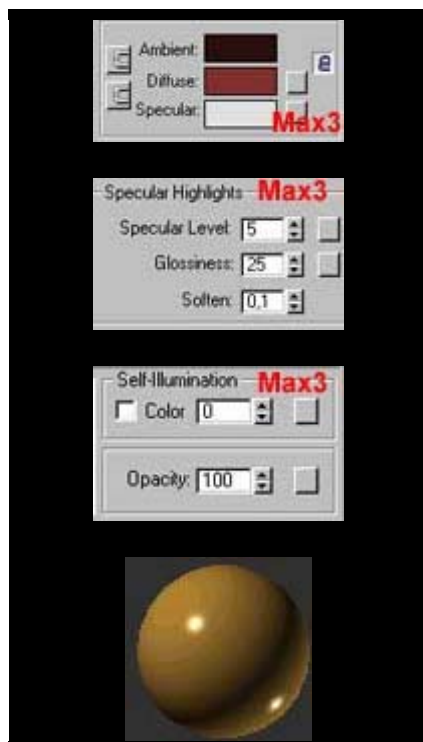 Ambient:
Diffuse:
Specular:
Max3
Specular Highlights Max3
Specular Level: 5
Glossiness: 25
Soften: 0,1
Self-Illumination Max3
Color 0
Opacity: 100